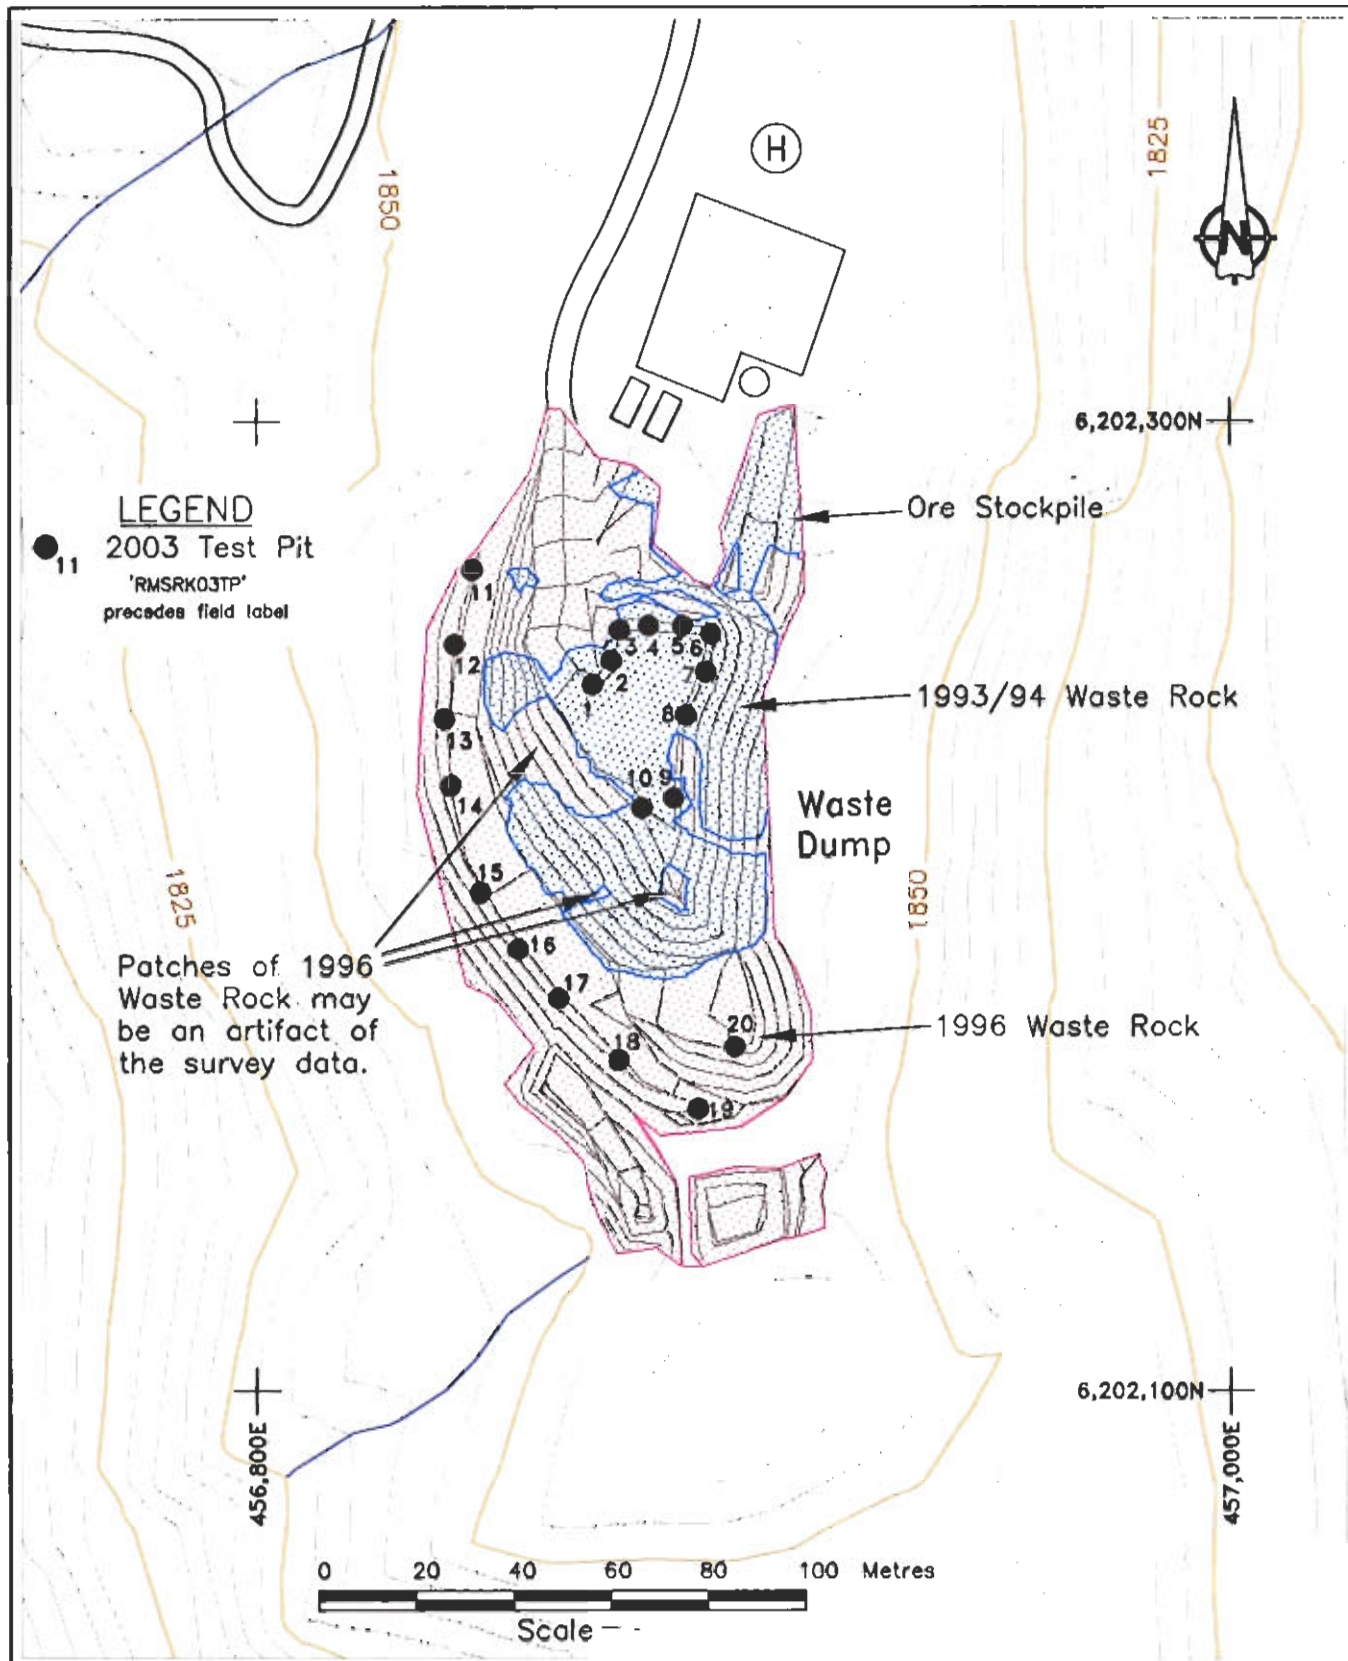 H
1850
1825
N
6,202,300N
LEGEND
11 2003 Test Pit
'RMSRK03TP'
precedes field label
Ore Stockpile
11
12
3 4 5 6
2
7
1
1993/94 Waste Rock
8
13
10 9
14
Waste
Dump
15
1825
1850
16
Patches of 1996
Waste Rock may
be an artifact of
the survey data.
17
18
20
1996 Waste Rock
19
6,202,100N
456,800E
457,000E
0 20 40 60 80 100 Metres
Scale